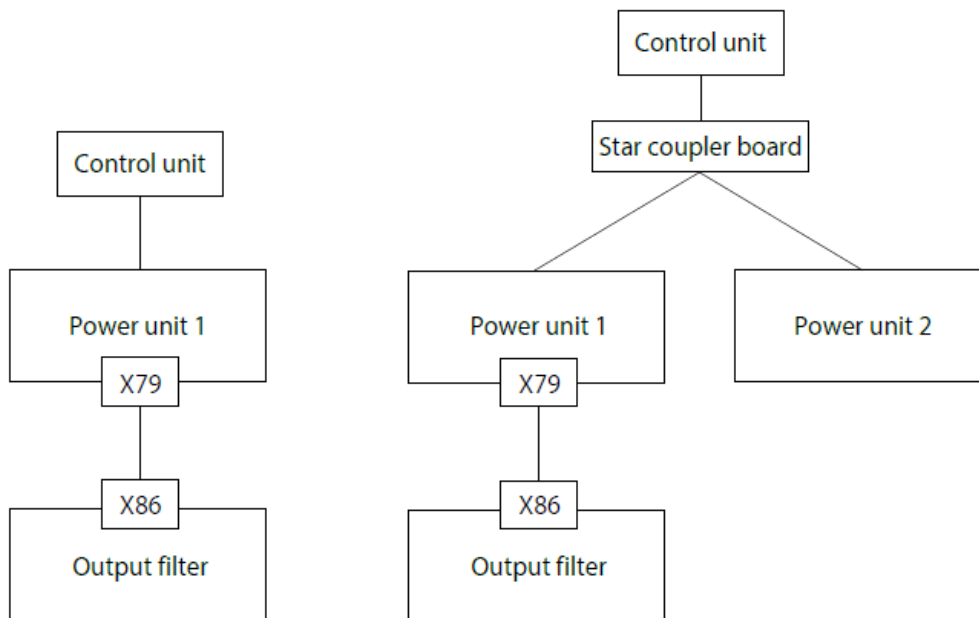 Control unit
Power unit 1
X79
X86
Output filter
Control unit
Star coupler board
Power unit 1
Power unit 2
X79
X86
Output filter